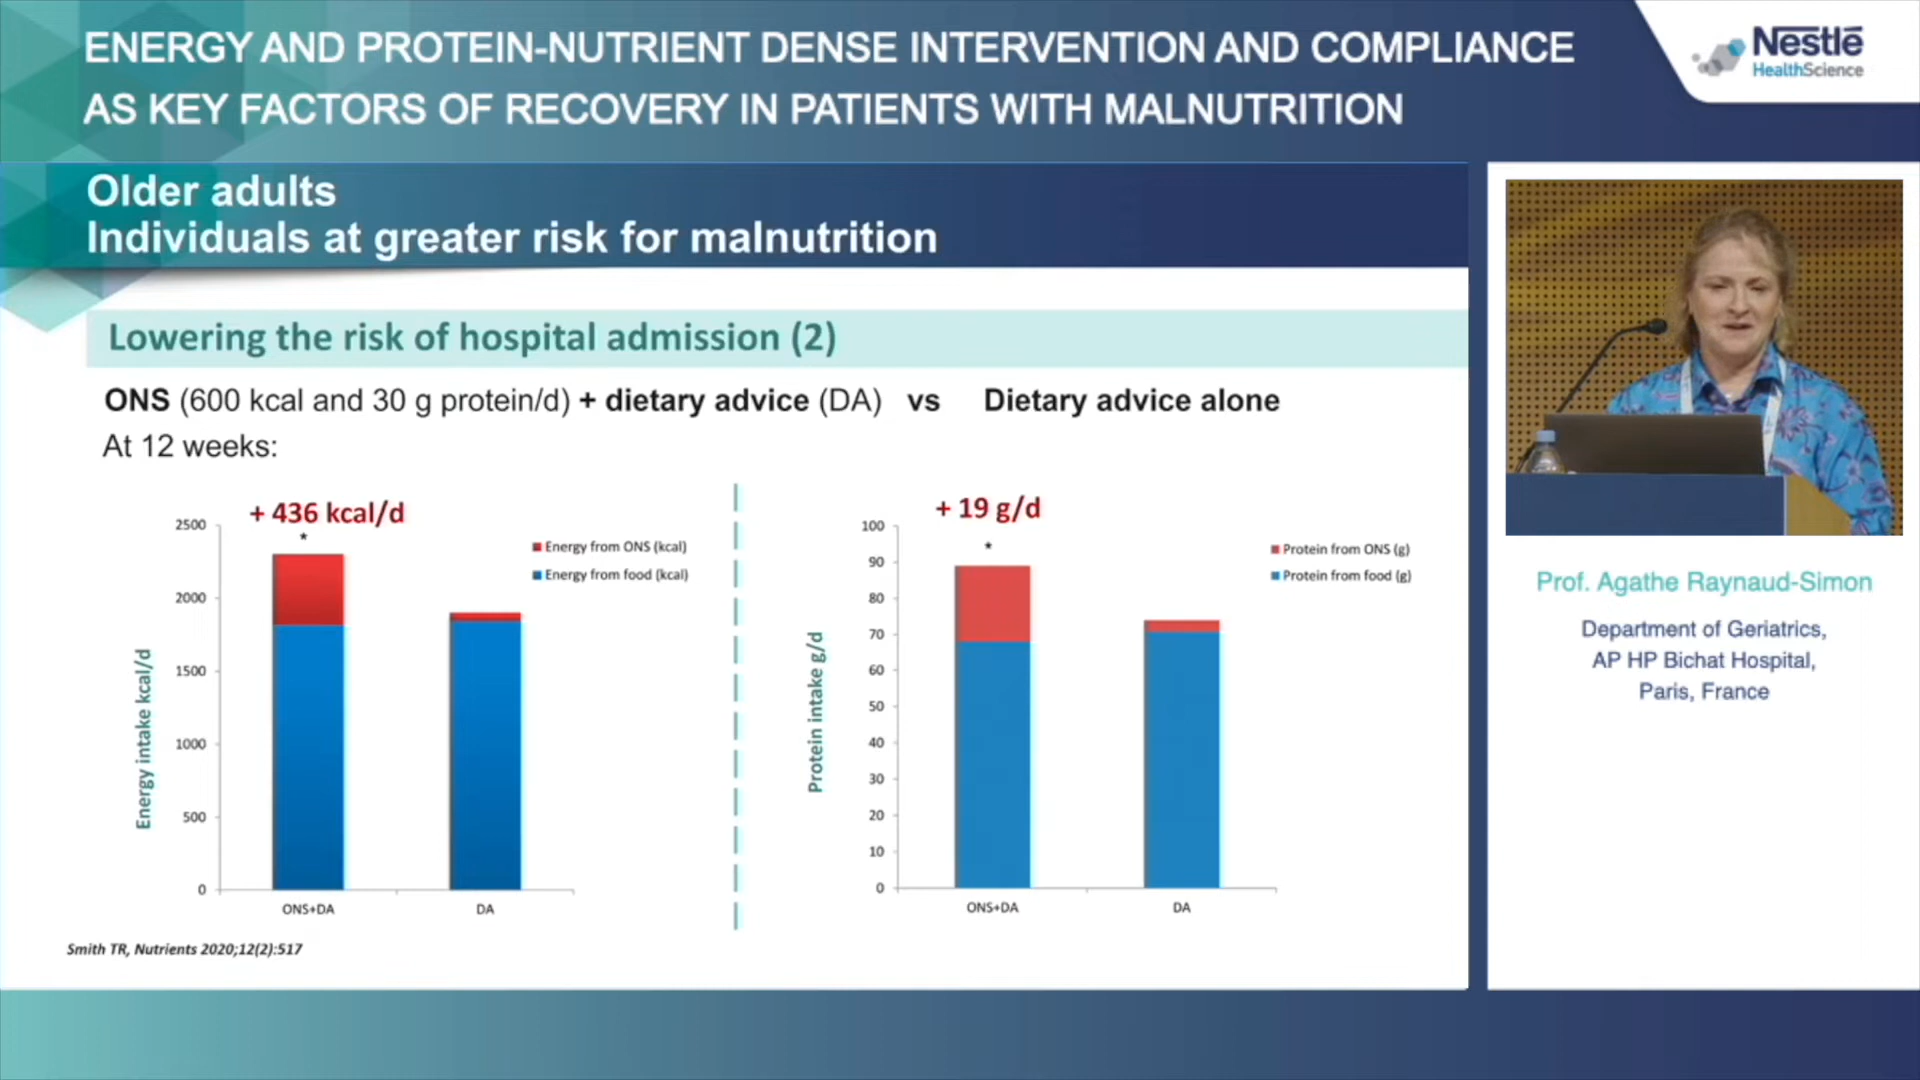 ENERGY AND PROTEIN-NUTRIENT DENSE INTERVENTION AND COMPLIANCE
AS KEY FACTORS OF RECOVERY IN PATIENTS WITH MALNUTRITION
Nestlé
HealthScience
Older adults
Individuals at greater risk for malnutrition
Lowering the risk of hospital admission (2)
ONS (600 kcal and 30 g protein/d) + dietary advice (DA) vs Dietary advice alone
At 12 weeks:
+ 436 kcal/d
*
Energy intake kcal/d
2500
2000
1500
1000
500
0
ONS+DA
DA
Energy from ONS (kcal)
Energy from food (kcal)
+ 19 g/d
*
Protein intake g/d
100
90
80
70
60
50
40
30
20
10
0
ONS+DA
DA
Protein from ONS (g)
Protein from food (g)
Smith TR, Nutrients 2020;12(2):517
Prof. Agathe Raynaud-Simon
Department of Geriatrics,
AP HP Bichat Hospital,
Paris, France